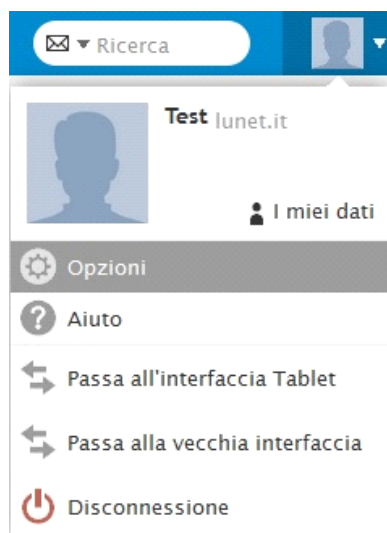 Ricerca
Test lunet.it
I miei dati
Opzioni
Aiuto
Passa all'interfaccia Tablet
Passa alla vecchia interfaccia
Disconnessione